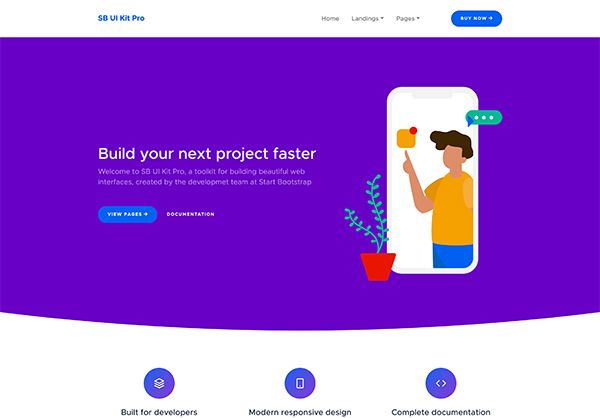 SB UI Kit Pro
Home
Landings
Pages
BUY NOW →
Build your next project faster
Welcome to SB UI Kit Pro, a toolkit for building beautiful web
interfaces, created by the developmet team at Start Bootstrap
VIEW PAGES →
DOCUMENTATION
Built for developers
Modern responsive design
Complete documentation